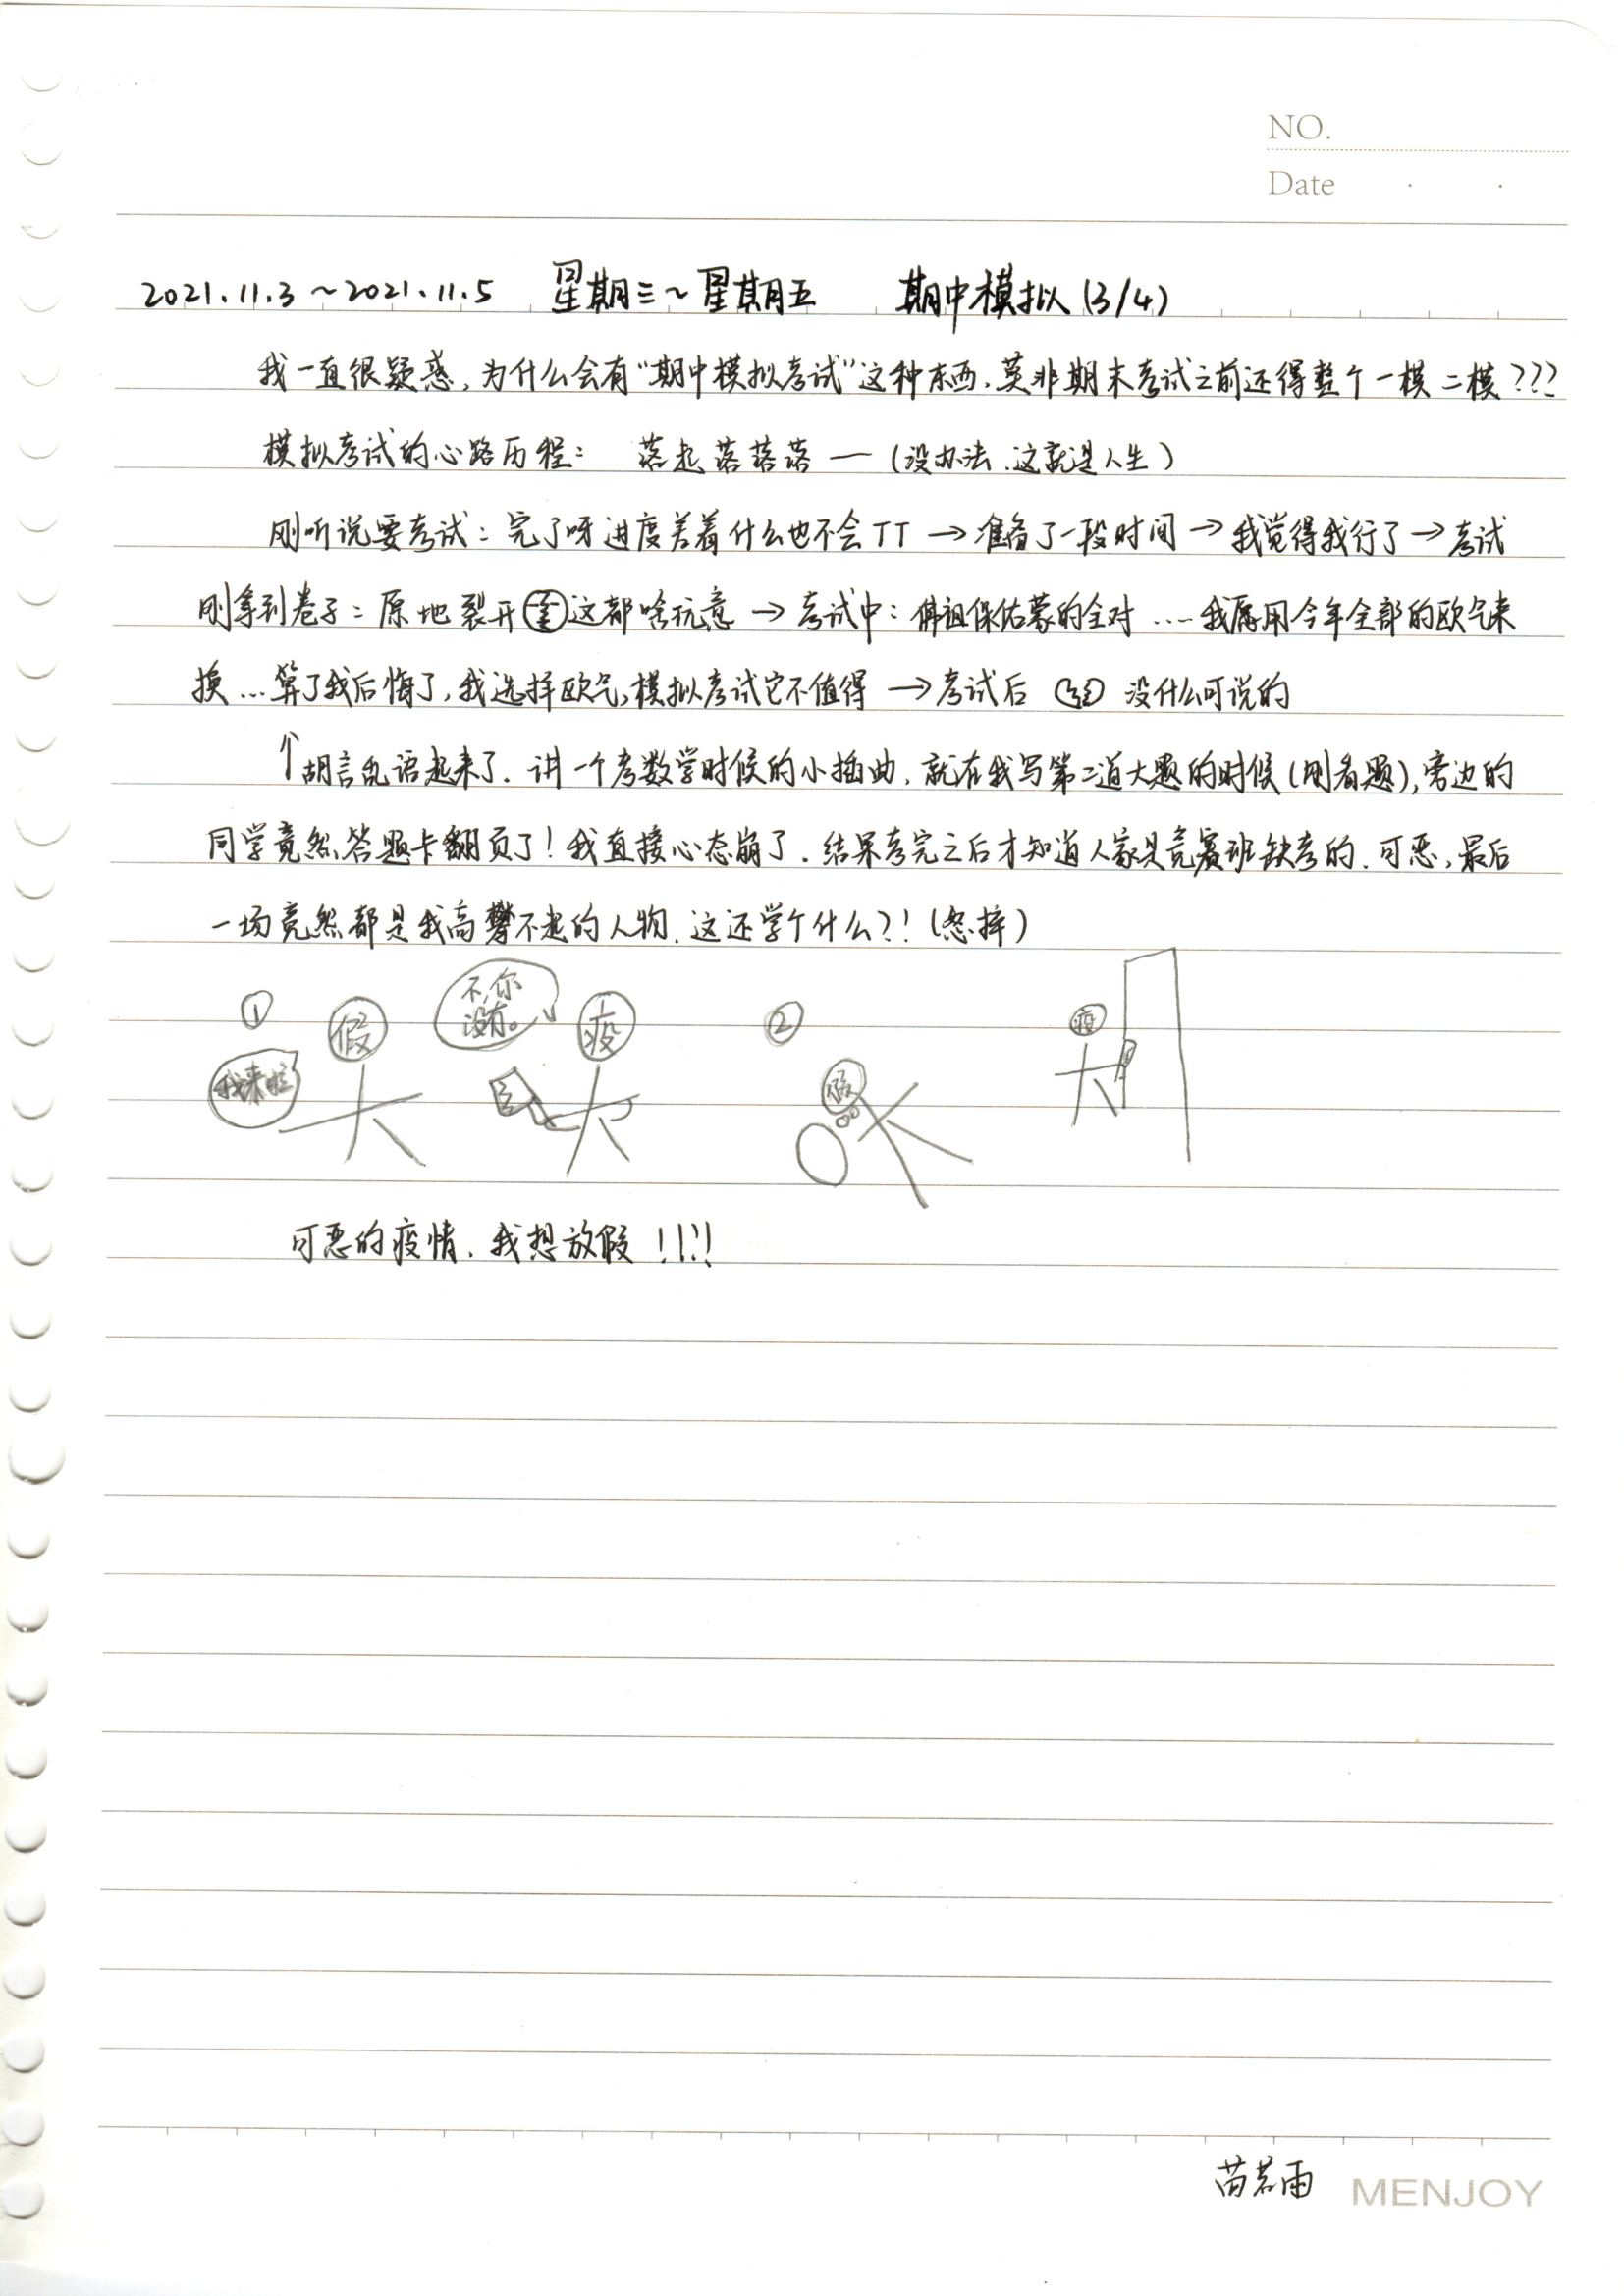 NO.
Date
2021.11.3～2021.11.5 星期三～星期五 期中模拟(3/4)
我一直很疑惑,为什么会有“期中模拟考试”这种东西,莫非期末考试之前还得整个一模二模???
模拟考试的心路历程: 落起落落落—(没办法,这就是人生)
刚听说要考试:完了呀进度差着什么也不会TT→准备了一段时间→我觉得我行了→考试
刚拿到卷子:原地裂开 这都啥玩意→考试中:佛祖保佑蒙的全对....我愿用今年全部的欧气来
换...算了我后悔了,我选择欧气,模拟考试它不值得→考试后 没什么可说的
↑胡言乱语起来了.讲一个考数学时候的小插曲,就在我写第二道大题的时候(刚看题),旁边的
同学竟然答题卡翻页了!我直接心态崩了.结果考完之后才知道人家是竞赛班缺考的.可恶,最后
一场竟然都是我高攀不起的人物.这还学个什么?!(怒摔)
① 假 不,你没有。 疫 ② 疫
我来啦 假
可恶的疫情.我想放假!!!!
苗若雨 MENJOY